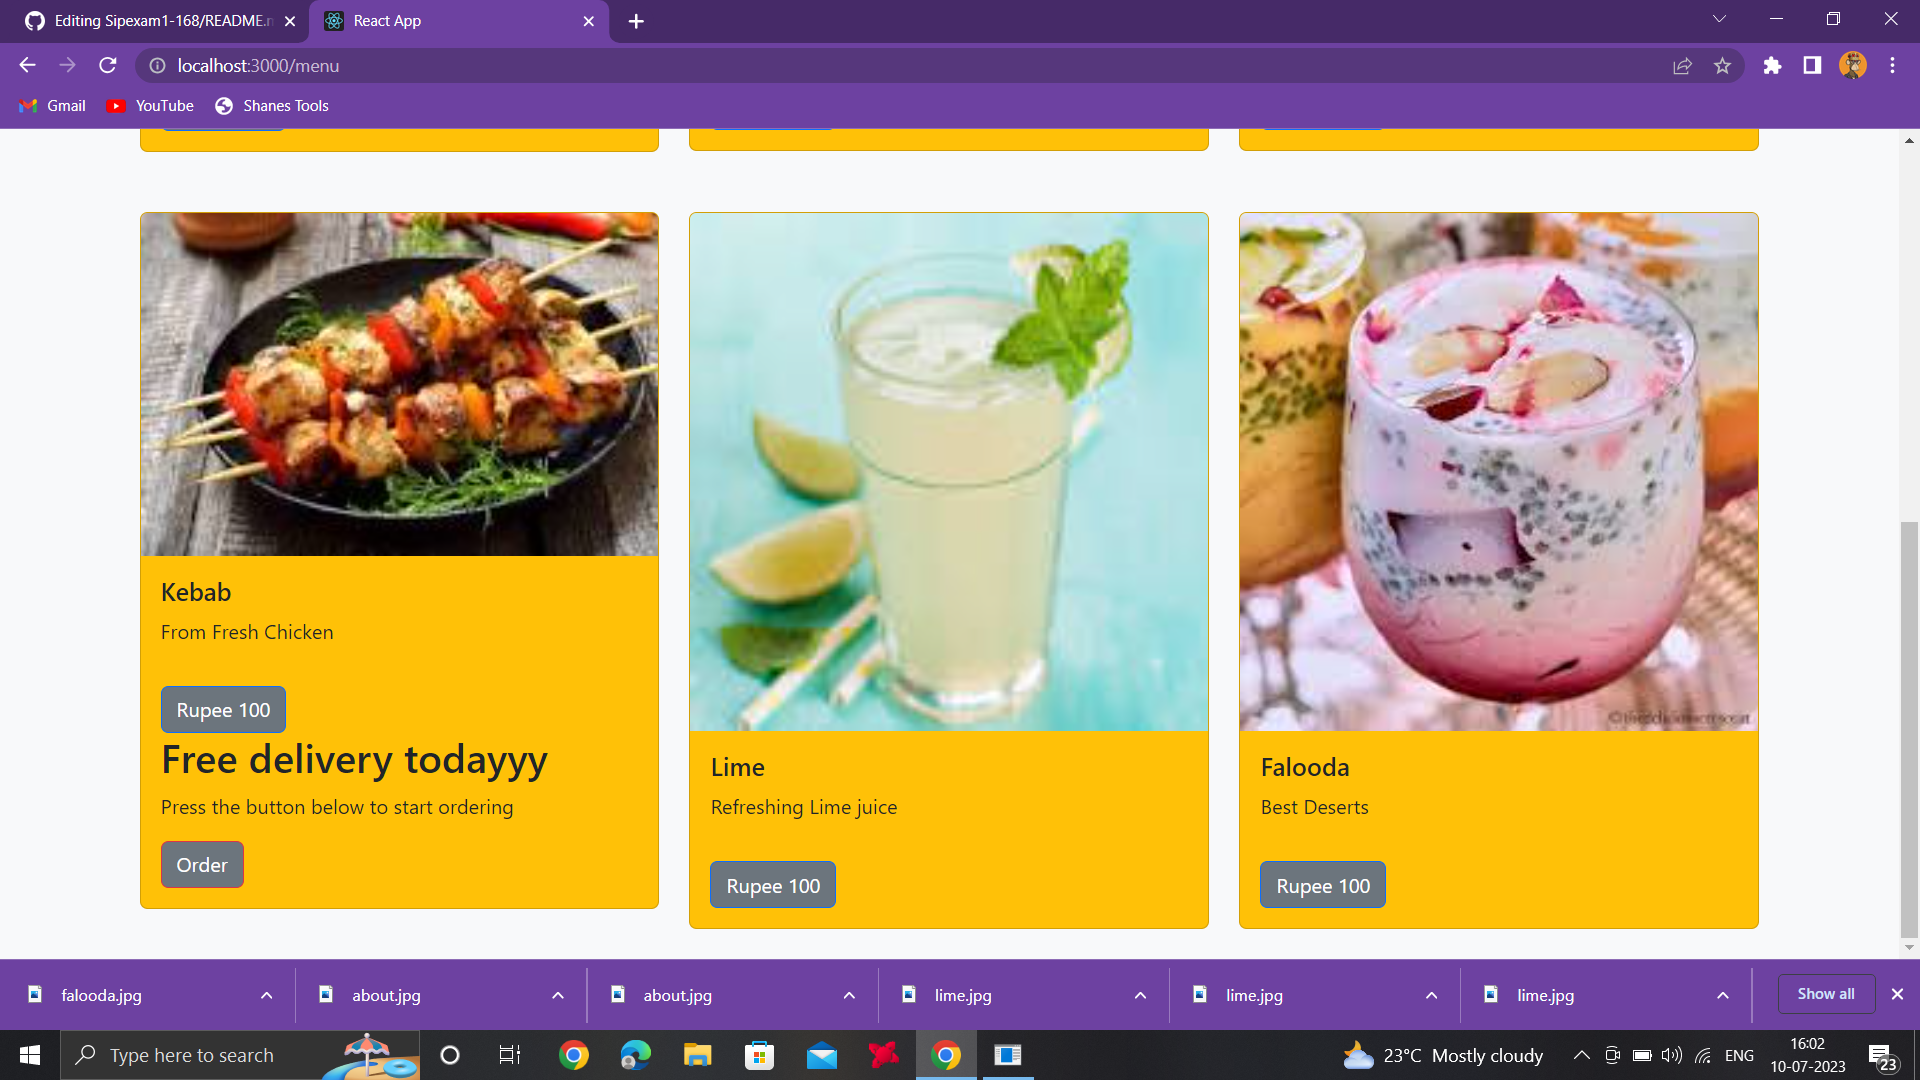 Editing Sipexam1-168/README.m
React App
localhost:3000/menu
Gmail
YouTube
Shanes Tools
Kebab
From Fresh Chicken
Rupee 100
Free delivery todayyy
Press the button below to start ordering
Order
Lime
Refreshing Lime juice
Rupee 100
Falooda
Best Deserts
Rupee 100
falooda.jpg
about.jpg
about.jpg
lime.jpg
lime.jpg
lime.jpg
Show all
Type here to search
23°C Mostly cloudy
ENG
16:02
10-07-2023
23